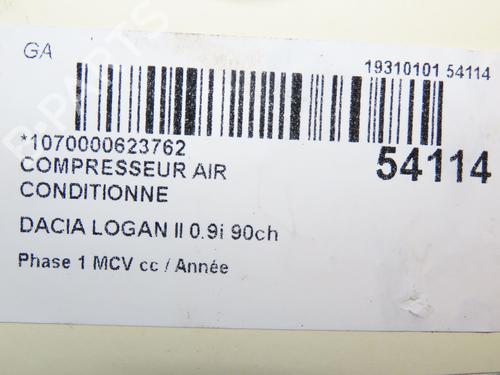 GA
19310101 54114
*1070000623762
54114
COMPRESSEUR AIR
CONDITIONNE
DACIA LOGAN II 0.9i 90ch
Phase 1 MCV cc / Année
B-PARTS